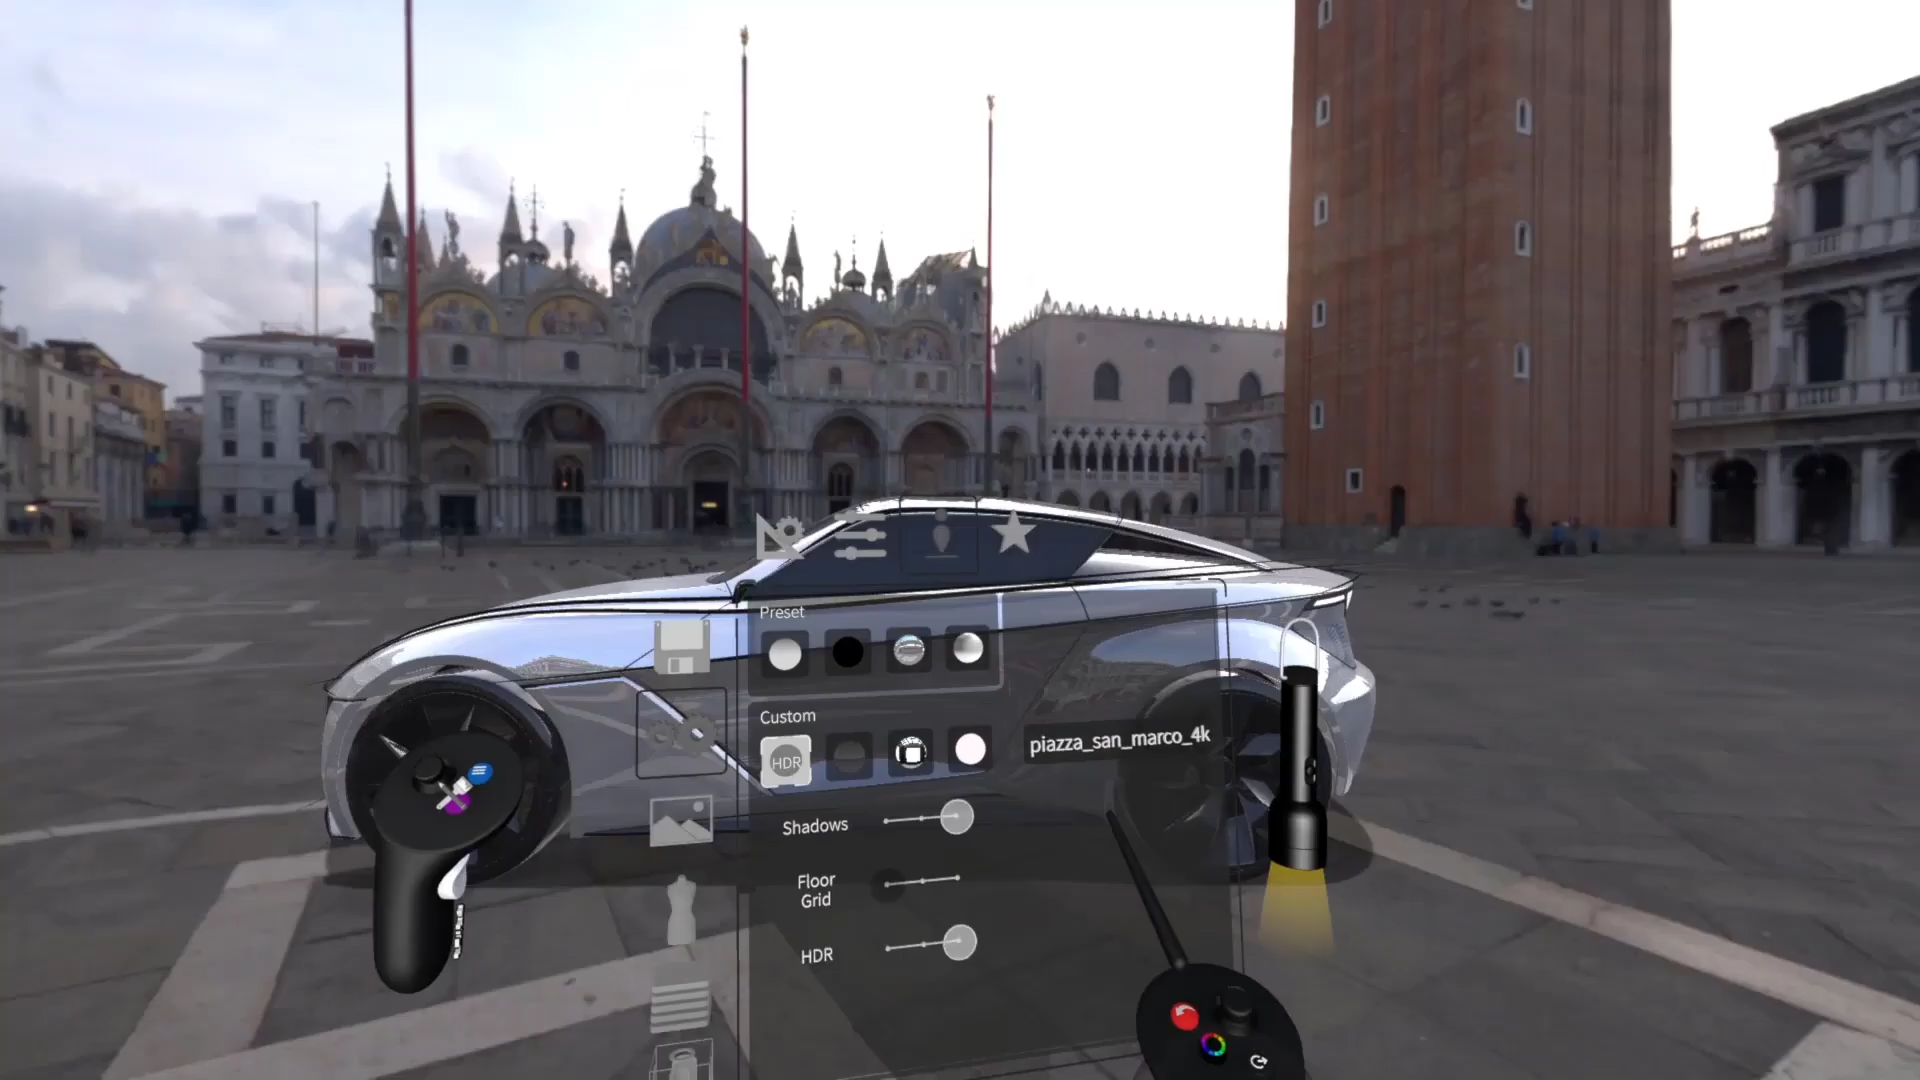 Preset
Custom
HDR
piazza_san_marco_4k
Shadows
Floor
Grid
HDR